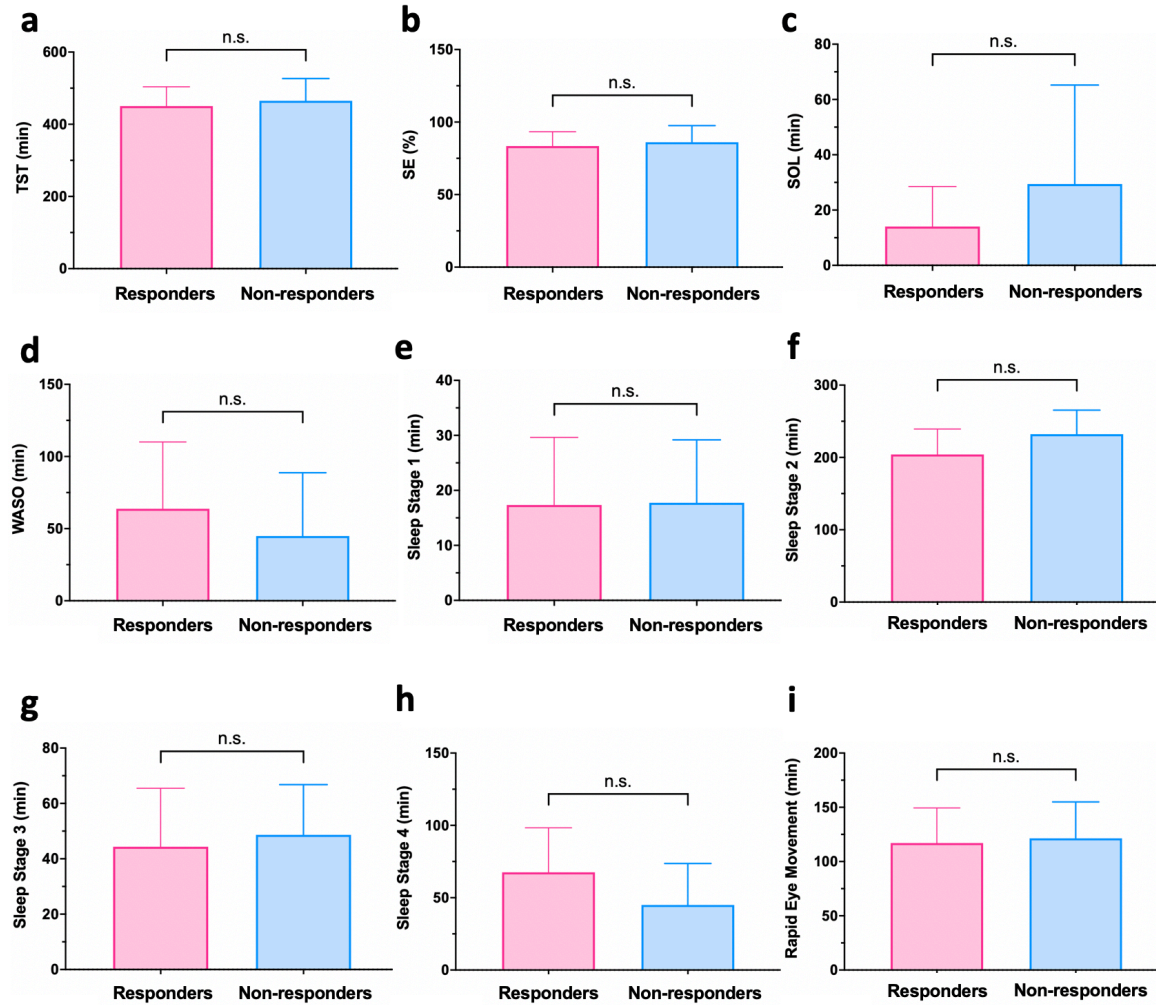 a
n.s.
600
400
200
0
TST (min)
Responders Non-responders
b
n.s.
150
100
50
0
SE (%)
Responders Non-responders
c
n.s.
80
60
40
20
0
SOL (min)
Responders Non-responders
d
n.s.
150
100
50
0
WASO (min)
Responders Non-responders
e
n.s.
40
30
20
10
0
Sleep Stage 1 (min)
Responders Non-responders
f
n.s.
300
200
100
0
Sleep Stage 2 (min)
Responders Non-responders
g
n.s.
80
60
40
20
0
Sleep Stage 3 (min)
Responders Non-responders
h
n.s.
150
100
50
0
Sleep Stage 4 (min)
Responders Non-responders
i
n.s.
200
150
100
50
0
Rapid Eye Movement (min)
Responders Non-responders